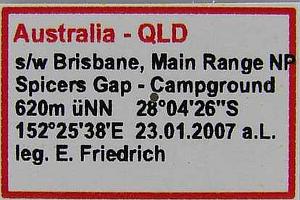 Australia - QLD
s/w Brisbane, Main Range NP
Spicers Gap - Campground
620m üNN 28°04'26"S
152°25'38'E 23.01.2007 a.L.
leg. E. Friedrich